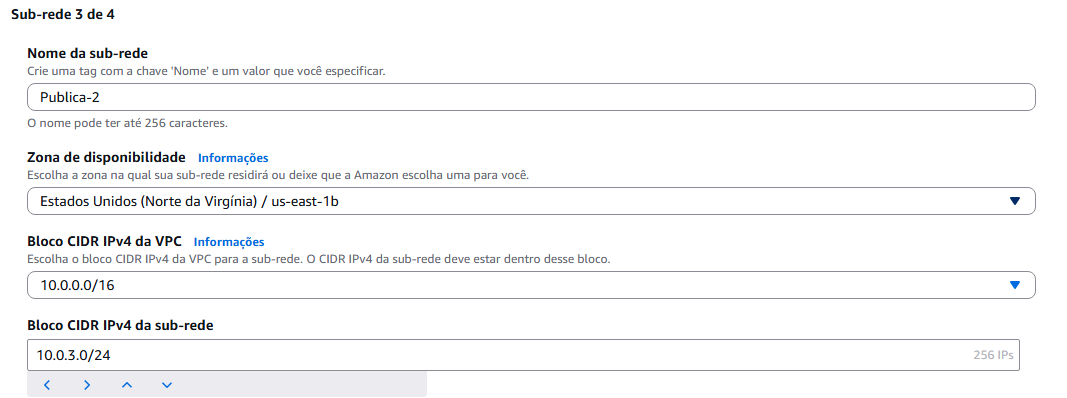 Sub-rede 3 de 4
Nome da sub-rede
Crie uma tag com a chave 'Nome' e um valor que você especificar.
Publica-2
O nome pode ter até 256 caracteres.
Zona de disponibilidade Informações
Escolha a zona na qual sua sub-rede residirá ou deixe que a Amazon escolha uma para você.
Estados Unidos (Norte da Virgínia) / us-east-1b
Bloco CIDR IPv4 da VPC Informações
Escolha o bloco CIDR IPv4 da VPC para a sub-rede. O CIDR IPv4 da sub-rede deve estar dentro desse bloco.
10.0.0.0/16
Bloco CIDR IPv4 da sub-rede
10.0.3.0/24 256 IPs